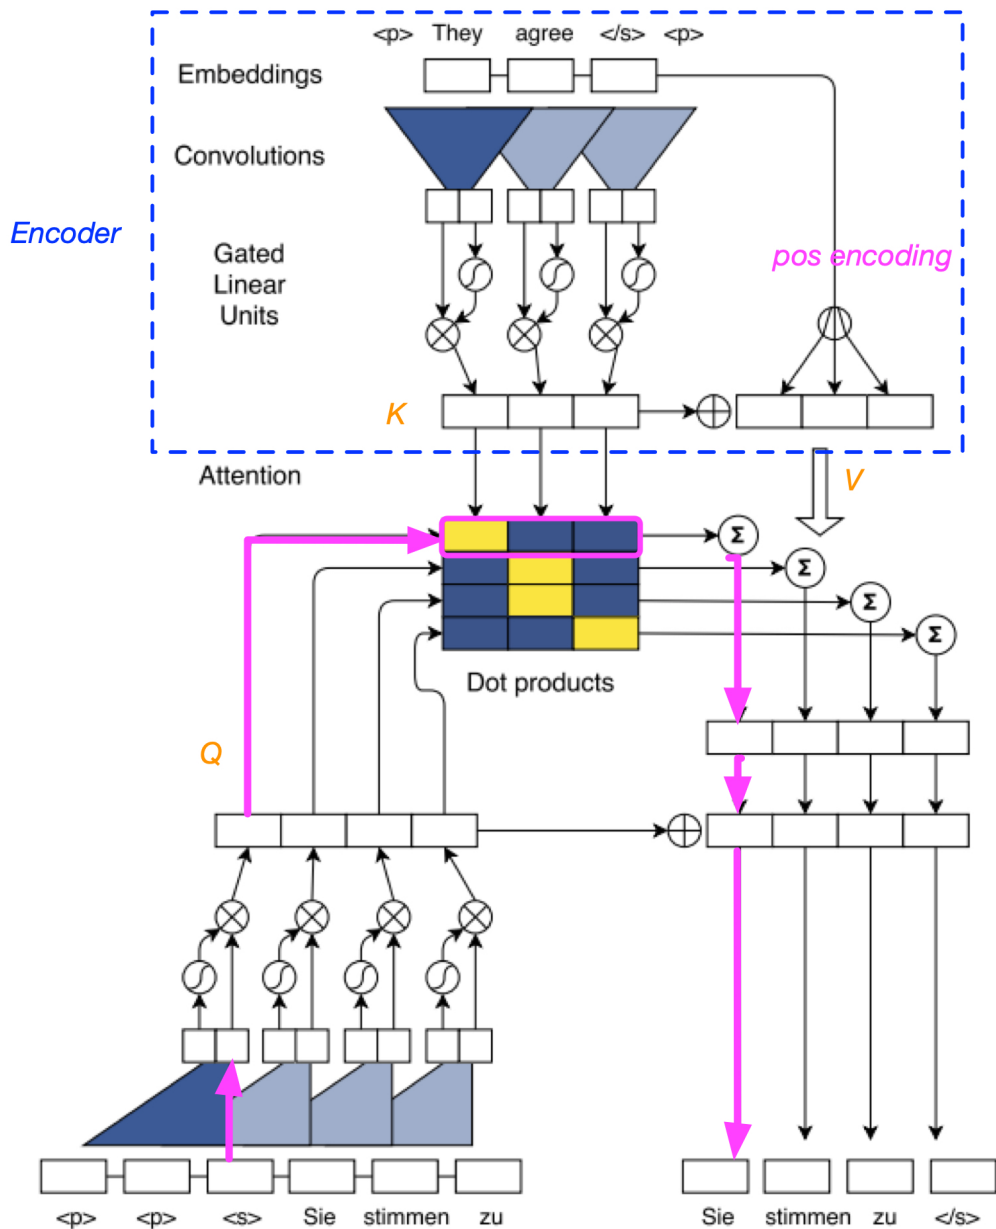 <p> They agree </s> <p>
Embeddings
Convolutions
Encoder
Gated
Linear
Units
pos encoding
K
Attention
V
Σ
Σ
Σ
Σ
Dot products
Q
<p> <p> <s> Sie stimmen zu
Sie stimmen zu </s>